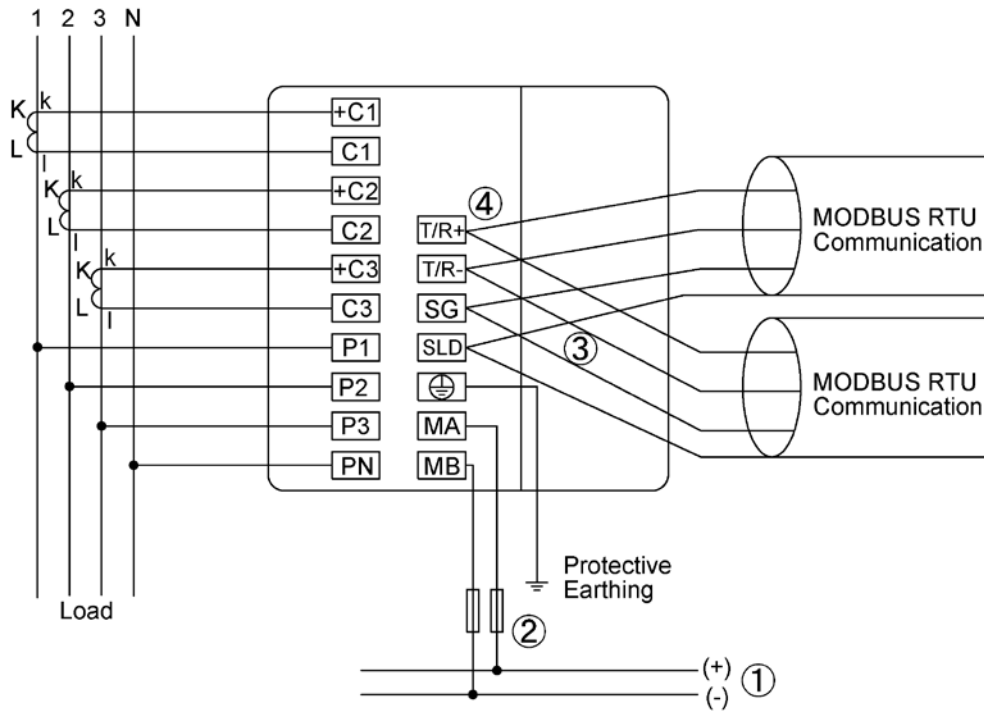 1 2 3 N
K k
L l
K k
L l
K k
L l
+C1
C1
+C2
C2
+C3
C3
P1
P2
P3
PN
④
T/R+
T/R-
SG
SLD
MA
MB
③
MODBUS RTU
Communication
MODBUS RTU
Communication
Protective
Earthing
Load
②
(+)
(-)
①